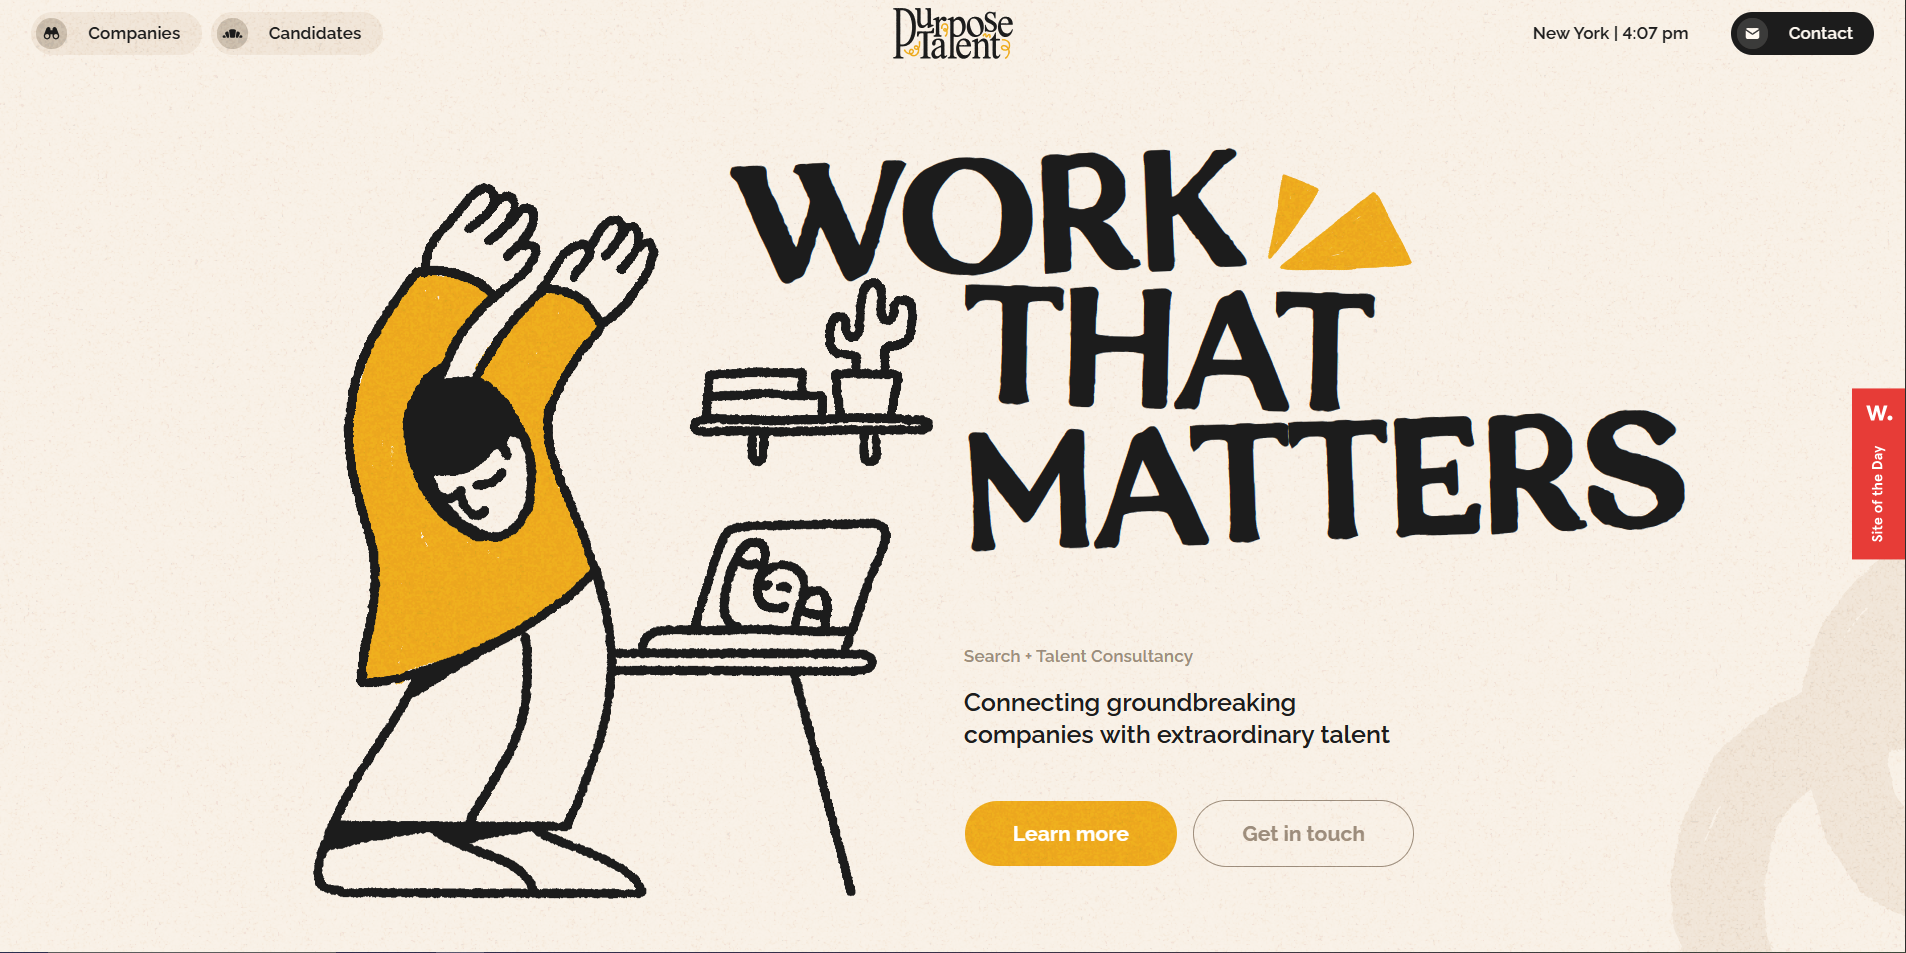 Companies
Candidates
Purpose
Talent
New York | 4:07 pm
Contact
WORK
THAT
MATTERS
W.
Site of the Day
Search + Talent Consultancy
Connecting groundbreaking
companies with extraordinary talent
Learn more
Get in touch